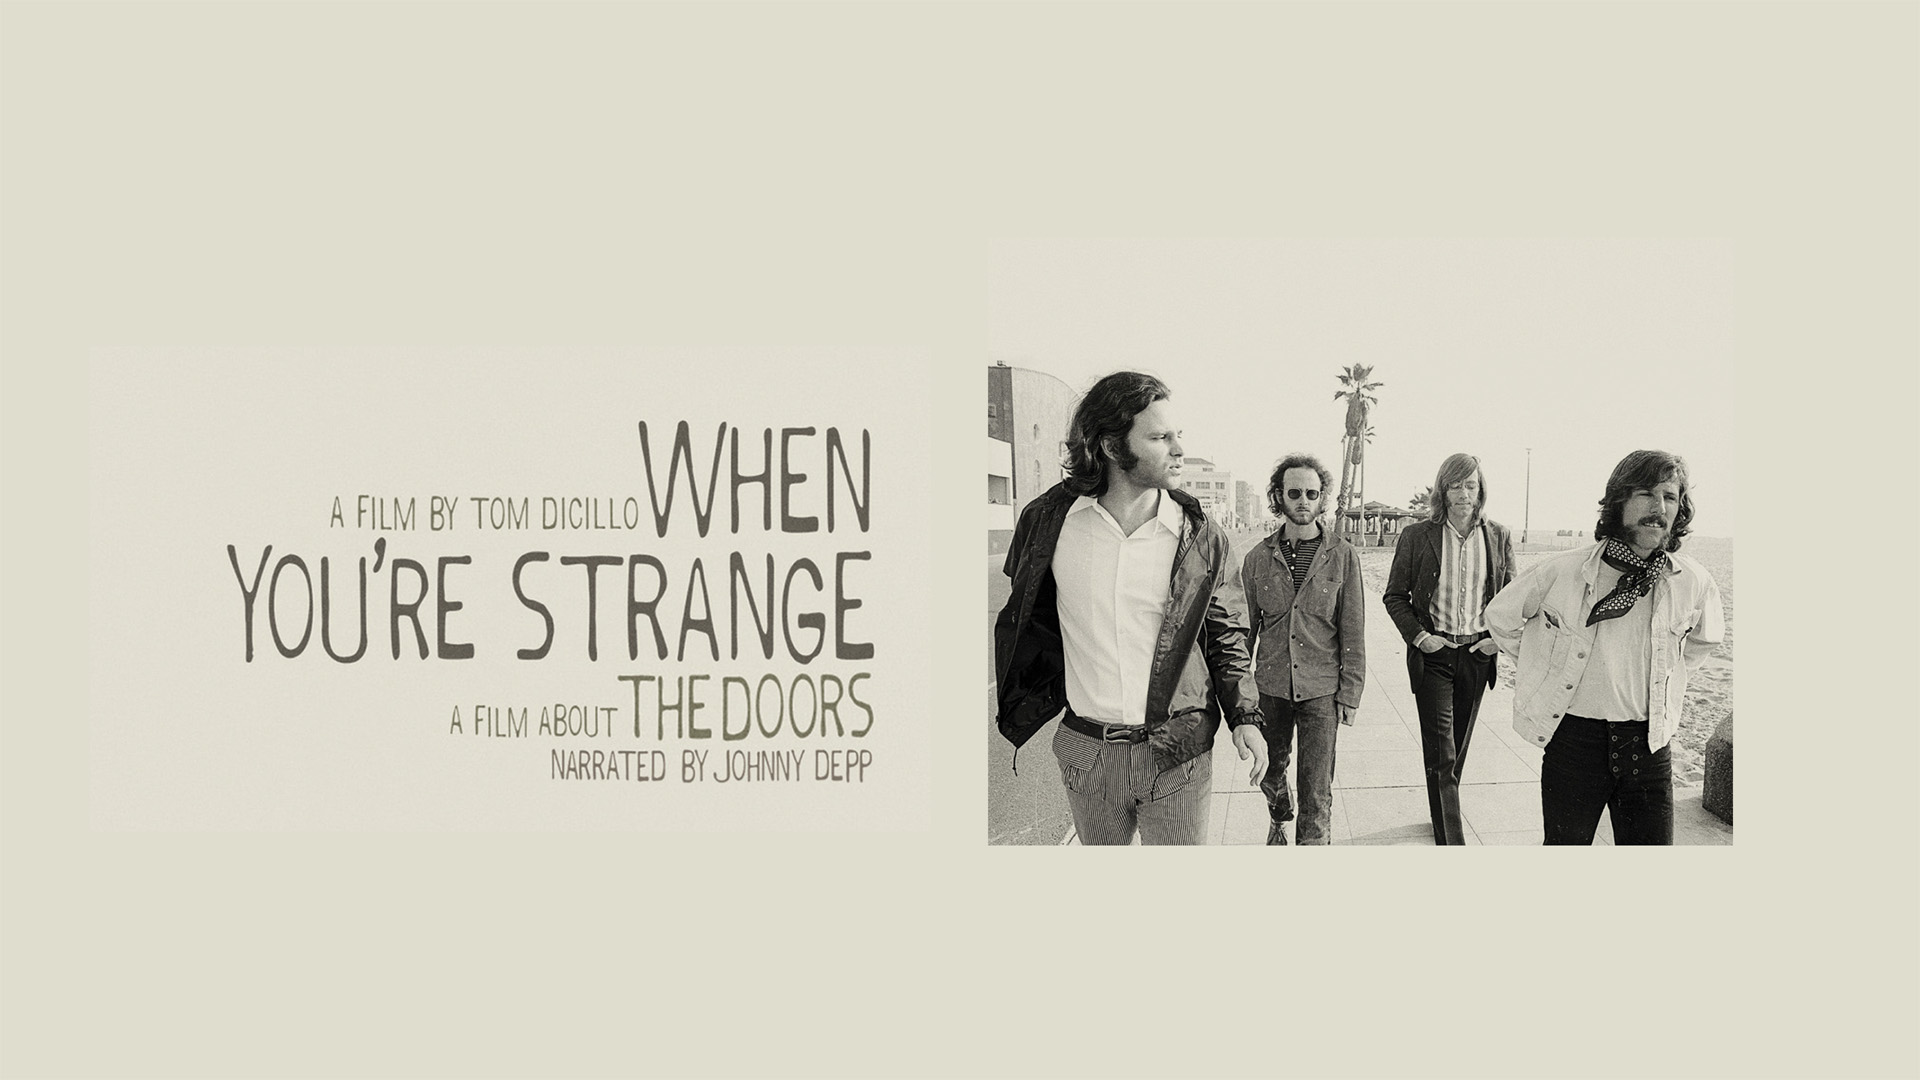 A FILM BY TOM DICILLO WHEN
YOU'RE STRANGE
A FILM ABOUT THE DOORS
NARRATED BY JOHNNY DEPP